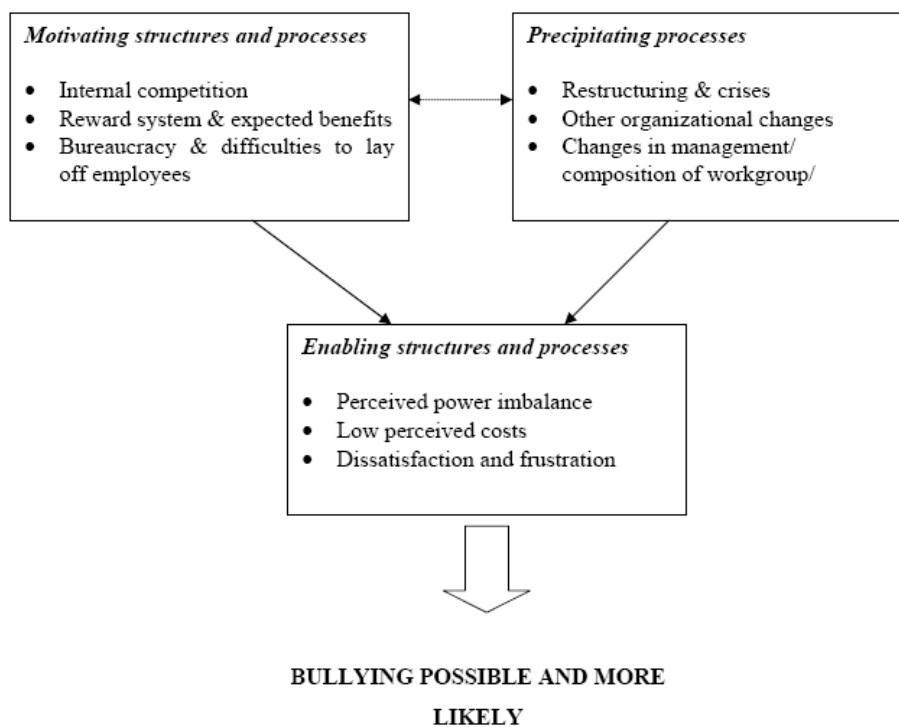 Motivating structures and processes
• Internal competition
• Reward system & expected benefits
• Bureaucracy & difficulties to lay
off employees
Precipitating processes
• Restructuring & crises
• Other organizational changes
• Changes in management/
composition of workgroup/
Enabling structures and processes
• Perceived power imbalance
• Low perceived costs
• Dissatisfaction and frustration
BULLYING POSSIBLE AND MORE
LIKELY